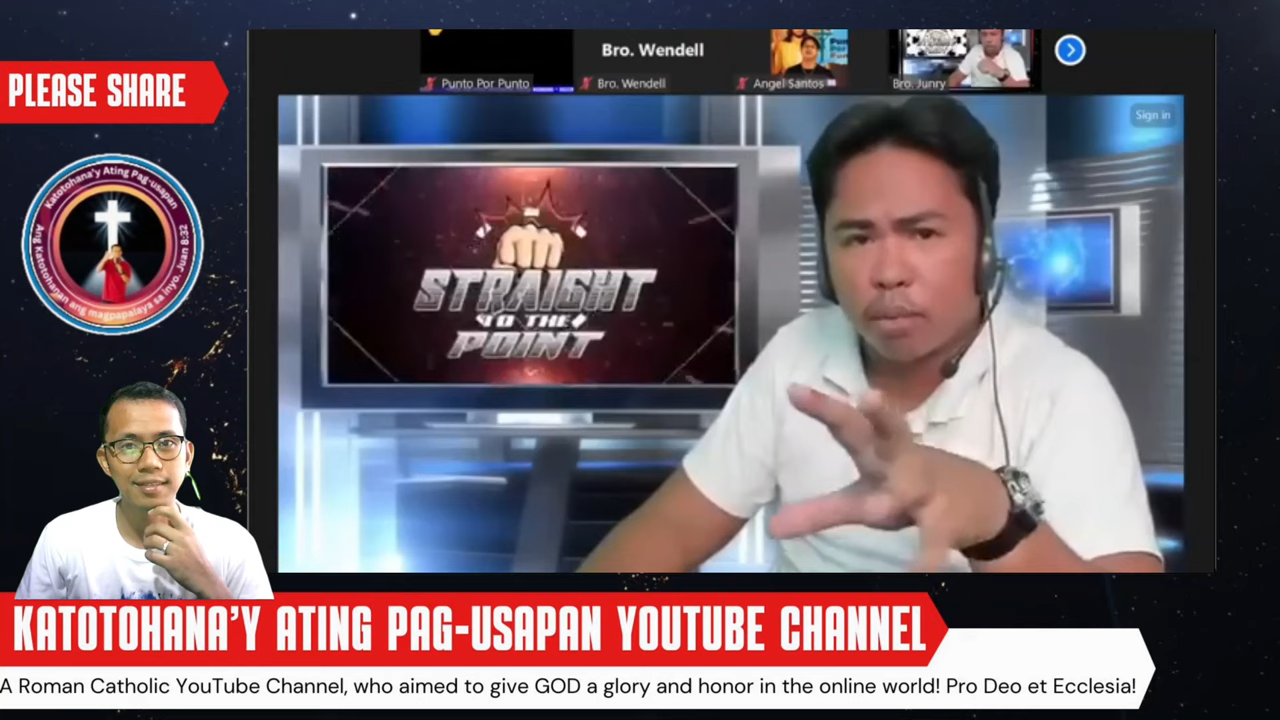 Bro. Wendell
Punto Por Punto
Bro. Wendell
Angel Santos
Bro. Junry
PLEASE SHARE
Sign in
Katotohana'y Ating Pag-usapan
Ang Katotohanan ang magpapalaya sa inyo. Juan 8:32
STRAIGHT
TO THE
POINT
KATOTOHANA'Y ATING PAG-USAPAN YOUTUBE CHANNEL
A Roman Catholic YouTube Channel, who aimed to give GOD a glory and honor in the online world! Pro Deo et Ecclesia!